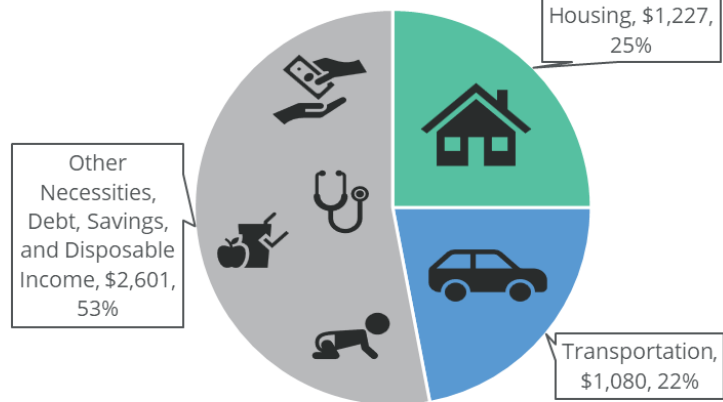 Housing, $1,227,
25%
Other
Necessities,
Debt, Savings,
and Disposable
Income, $2,601,
53%
Transportation,
$1,080, 22%